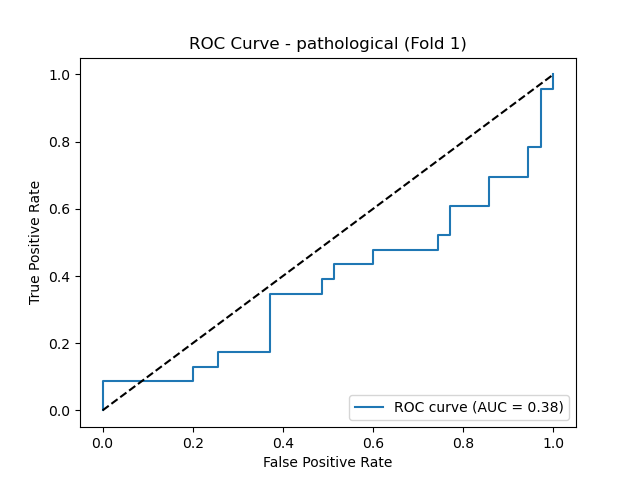 ROC Curve - pathological (Fold 1)
1.0
0.8
0.6
0.4
0.2
0.0
True Positive Rate
ROC curve (AUC = 0.38)
0.0 0.2 0.4 0.6 0.8 1.0
False Positive Rate